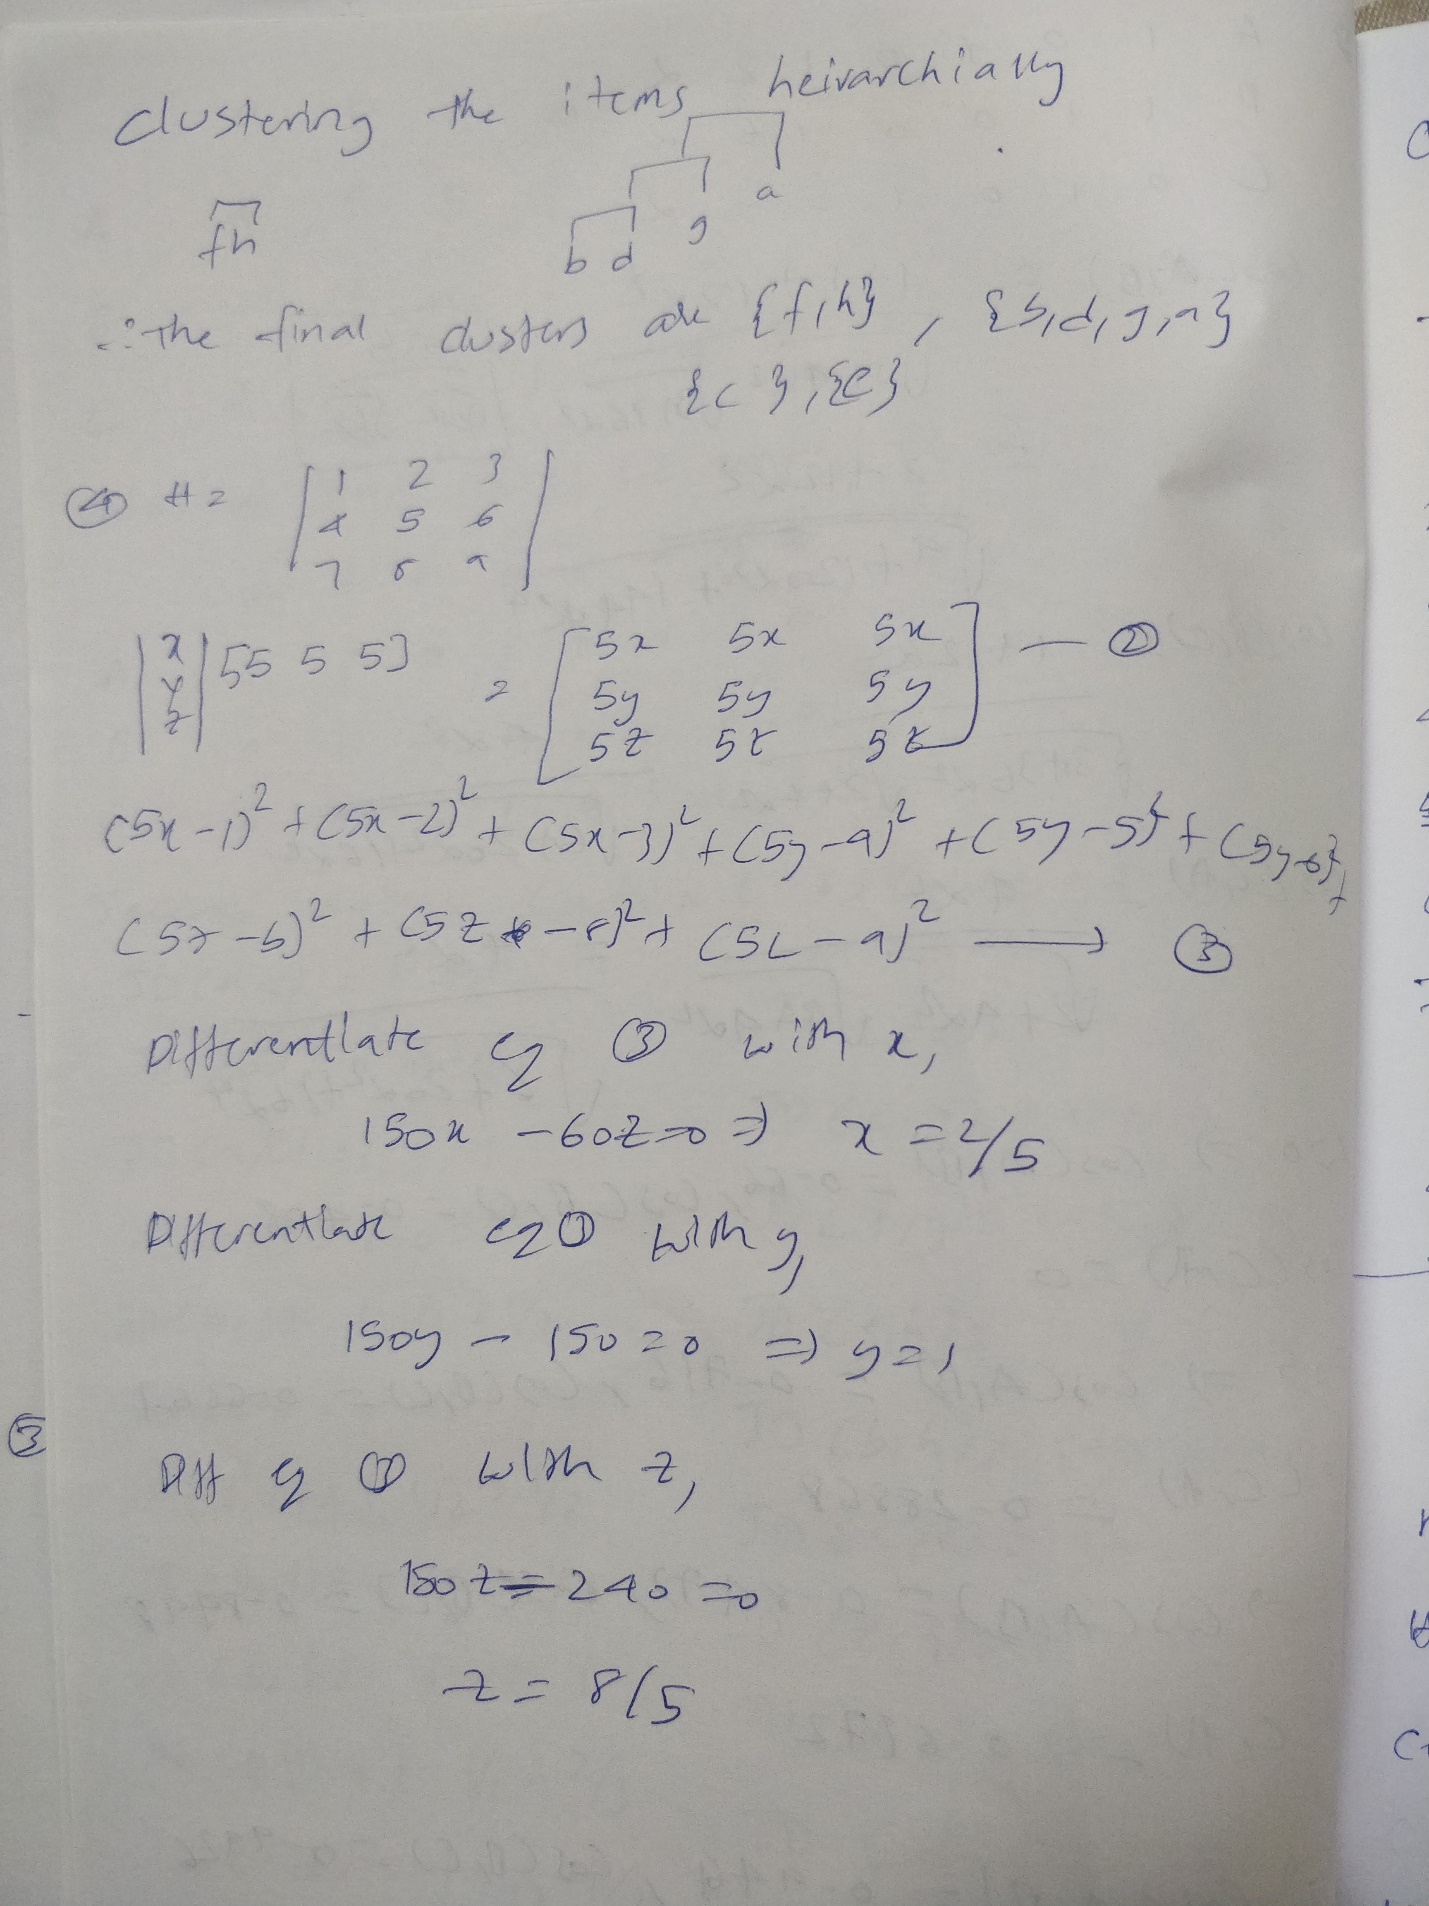 clustering the items heirarchially
a
fh
g
b d
∴ the final clusters are {f,h}, {b,d,g,a}
{c}, {e}
④ H =
1 2 3
4 5 6
7 8 9
x
y
z
[5 5 5]
=
5x 5x 5x
5y 5y 5y
5z 5z 5z
— ②
(5x-1)² + (5x-2)² + (5x-3)² + (5y-4)² + (5y-5)² + (5y-6)² +
(5z-6)² + (5z-8)² + (5z-9)² → ③
Differentiate eq ③ with x,
150x - 60z=0 ⇒ x = 2/5
Differentiate eq ① with y,
150y - 150 = 0 ⇒ y = 1
③
Diff eq ① with z,
150z = 240 = 0
z = 8/5